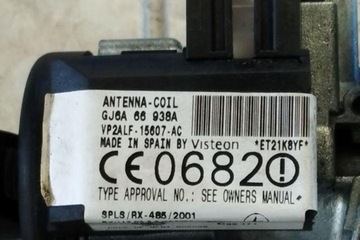 ANTENNA-COIL
GJ6A 66 938A
VP2ALF-15607-AC
MADE IN SPAIN BY Visteon *ET21K8YF*
CE0682!
TYPE APPROVAL NO.: SEE OWNERS MANUAL*
SPLS/RX-485/2001